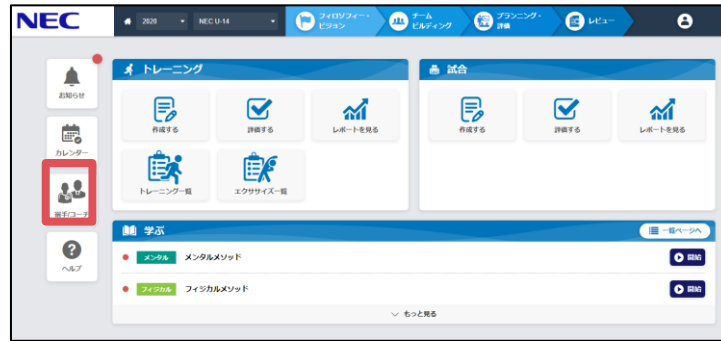 NEC
2020
NEC U-14
フィロソフィー・
ビジョン
チーム
ビルディング
プランニング・
評価
レビュー
お知らせ
カレンダー
選手/コーチ
ヘルプ
トレーニング
作成する
評価する
レポートを見る
トレーニング一覧
エクササイズ一覧
試合
作成する
評価する
レポートを見る
学ぶ
一覧ページへ
メンタル メンタルメソッド
開始
フィジカル フィジカルメソッド
開始
もっと見る